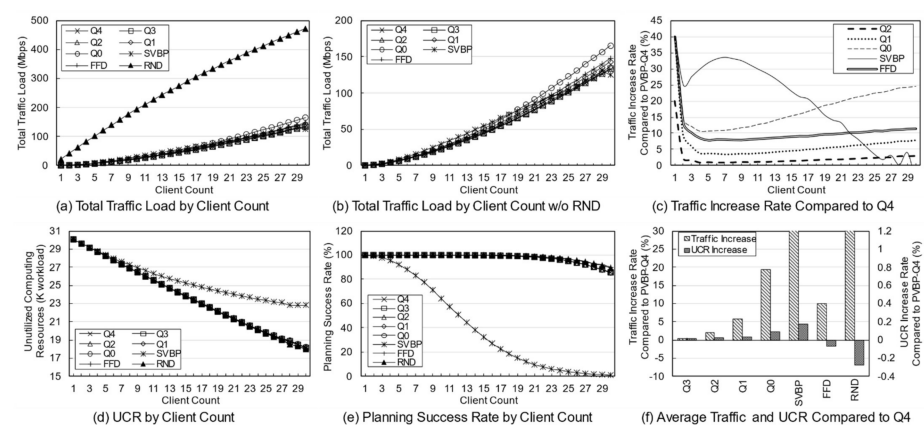 Total Traffic Load (Mbps)
500
400
300
200
100
0
Q4
Q3
Q2
Q1
Q0
SVBP
FFD
RND
1 3 5 7 9 11 13 15 17 19 21 23 25 27 29
Client Count
(a) Total Traffic Load by Client Count
Total Traffic Load (Mbps)
200
150
100
50
0
Q4
Q3
Q2
Q1
Q0
SVBP
FFD
1 3 5 7 9 11 13 15 17 19 21 23 25 27 29
Client Count
(b) Total Traffic Load by Client Count w/o RND
Traffic Increase Rate
Compared to PVBP-Q4 (%)
45
40
35
30
25
20
15
10
5
0
Q2
Q1
Q0
SVBP
FFD
1 3 5 7 9 11 13 15 17 19 21 23 25 27 29
Client Count
(c) Traffic Increase Rate Compared to Q4
Unutilized Computing
Resources (K workload)
31
29
27
25
23
21
19
17
15
Q4
Q3
Q2
Q1
Q0
SVBP
FFD
RND
1 3 5 7 9 11 13 15 17 19 21 23 25 27 29
Client Count
(d) UCR by Client Count
Planning Success Rate (%)
120
100
80
60
40
20
0
Q4
Q3
Q2
Q1
Q0
SVBP
FFD
RND
1 3 5 7 9 11 13 15 17 19 21 23 25 27 29
Client Count
(e) Planning Success Rate by Client Count
Traffic Increase Rate
Compared to PVBP-Q4 (%)
30
25
20
15
10
5
0
-5
-10
Traffic Increase
UCR Increase
1.2
1
0.8
0.6
0.4
0.2
0
-0.2
-0.4
UCR Increase Rate
Compared to PVBP-Q4 (%)
Q3 Q2 Q1 Q0 SVBP FFD RND
(f) Average Traffic and UCR Compared to Q4